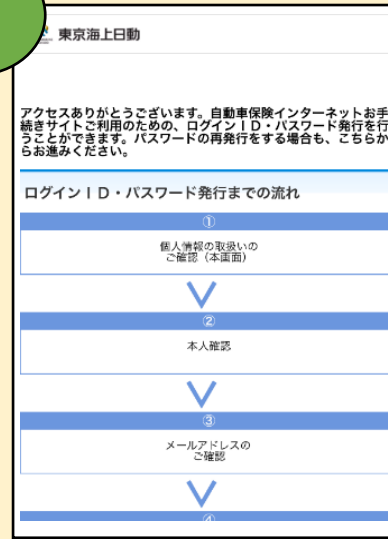 東京海上日動
アクセスありがとうございます。自動車保険インターネットお手
続きサイトご利用のための、ログインＩＤ・パスワード発行を行
うことができます。パスワードの再発行をする場合も、こちらか
らお進みください。
ログインＩＤ・パスワード発行までの流れ
①
個人情報の取扱いの
ご確認（本画面）
②
本人確認
③
メールアドレスの
ご確認
④